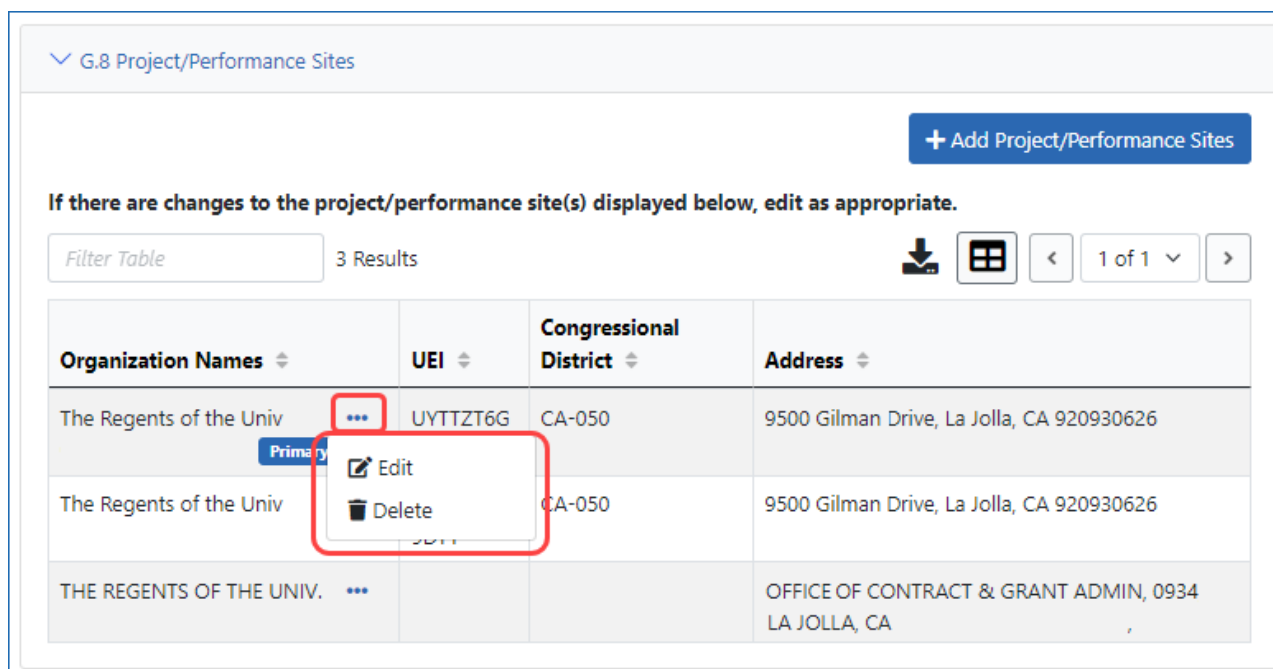 G.8 Project/Performance Sites
+ Add Project/Performance Sites
If there are changes to the project/performance site(s) displayed below, edit as appropriate.
Filter Table
3 Results
1 of 1
Organization Names
UEI
Congressional District
Address
The Regents of the Univ
UYTTZT6G
CA-050
9500 Gilman Drive, La Jolla, CA 920930626
Primary
Edit
Delete
The Regents of the Univ
CA-050
9500 Gilman Drive, La Jolla, CA 920930626
THE REGENTS OF THE UNIV.
OFFICE OF CONTRACT & GRANT ADMIN, 0934
LA JOLLA, CA ,